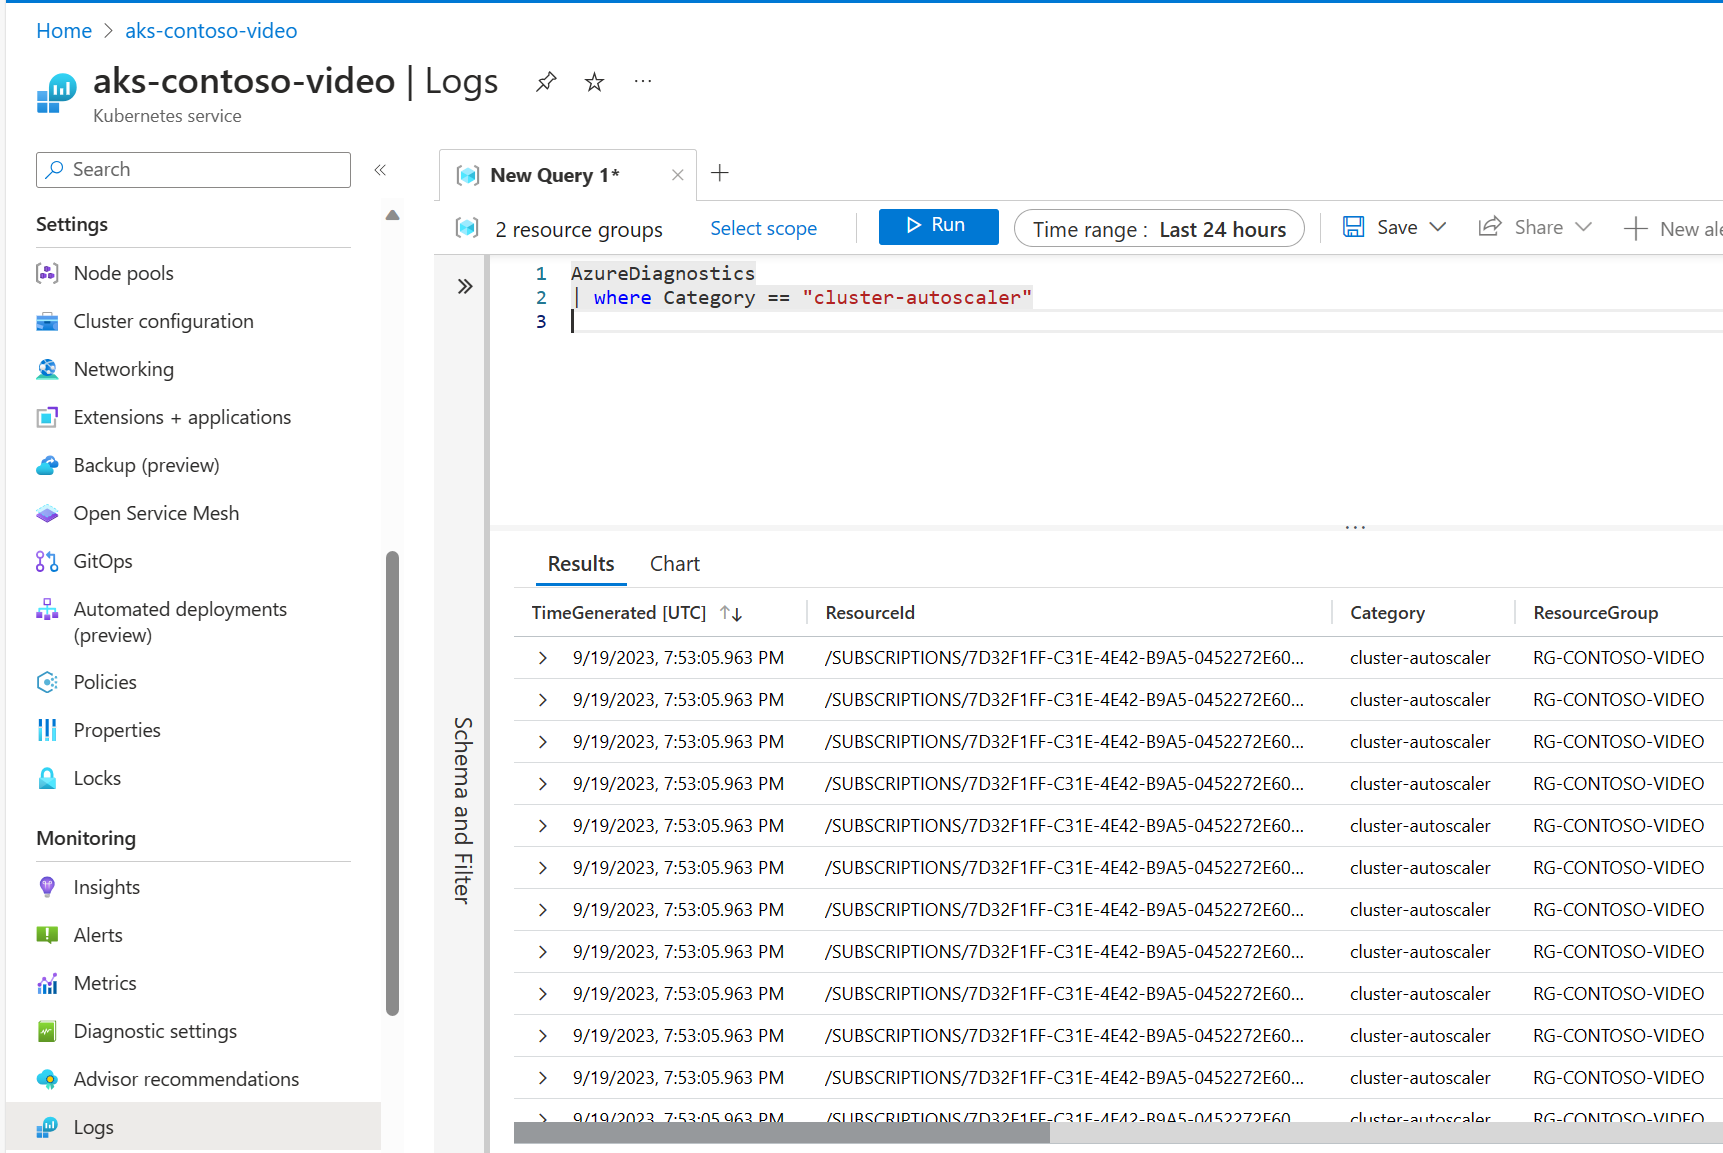 Home > aks-contoso-video
aks-contoso-video | Logs
Kubernetes service
Search
Settings
Node pools
Cluster configuration
Networking
Extensions + applications
Backup (preview)
Open Service Mesh
GitOps
Automated deployments
(preview)
Policies
Properties
Locks
Monitoring
Insights
Alerts
Metrics
Diagnostic settings
Advisor recommendations
Logs
New Query 1*
2 resource groups Select scope Run Time range : Last 24 hours Save Share New ale
Schema and Filter
1 AzureDiagnostics
2 | where Category == "cluster-autoscaler"
3
Results Chart
TimeGenerated [UTC] ResourceId Category ResourceGroup
9/19/2023, 7:53:05.963 PM /SUBSCRIPTIONS/7D32F1FF-C31E-4E42-B9A5-0452272E60... cluster-autoscaler RG-CONTOSO-VIDEO
9/19/2023, 7:53:05.963 PM /SUBSCRIPTIONS/7D32F1FF-C31E-4E42-B9A5-0452272E60... cluster-autoscaler RG-CONTOSO-VIDEO
9/19/2023, 7:53:05.963 PM /SUBSCRIPTIONS/7D32F1FF-C31E-4E42-B9A5-0452272E60... cluster-autoscaler RG-CONTOSO-VIDEO
9/19/2023, 7:53:05.963 PM /SUBSCRIPTIONS/7D32F1FF-C31E-4E42-B9A5-0452272E60... cluster-autoscaler RG-CONTOSO-VIDEO
9/19/2023, 7:53:05.963 PM /SUBSCRIPTIONS/7D32F1FF-C31E-4E42-B9A5-0452272E60... cluster-autoscaler RG-CONTOSO-VIDEO
9/19/2023, 7:53:05.963 PM /SUBSCRIPTIONS/7D32F1FF-C31E-4E42-B9A5-0452272E60... cluster-autoscaler RG-CONTOSO-VIDEO
9/19/2023, 7:53:05.963 PM /SUBSCRIPTIONS/7D32F1FF-C31E-4E42-B9A5-0452272E60... cluster-autoscaler RG-CONTOSO-VIDEO
9/19/2023, 7:53:05.963 PM /SUBSCRIPTIONS/7D32F1FF-C31E-4E42-B9A5-0452272E60... cluster-autoscaler RG-CONTOSO-VIDEO
9/19/2023, 7:53:05.963 PM /SUBSCRIPTIONS/7D32F1FF-C31E-4E42-B9A5-0452272E60... cluster-autoscaler RG-CONTOSO-VIDEO
9/19/2023, 7:53:05.963 PM /SUBSCRIPTIONS/7D32F1FF-C31E-4E42-B9A5-0452272E60... cluster-autoscaler RG-CONTOSO-VIDEO
9/19/2023, 7:53:05.963 PM /SUBSCRIPTIONS/7D32F1FF-C31E-4E42-B9A5-0452272E60... cluster-autoscaler RG-CONTOSO-VIDEO
9/19/2023, 7:53:05.963 PM /SUBSCRIPTIONS/7D32F1FF-C31E-4E42-B9A5-0452272E60... cluster-autoscaler RG-CONTOSO-VIDEO